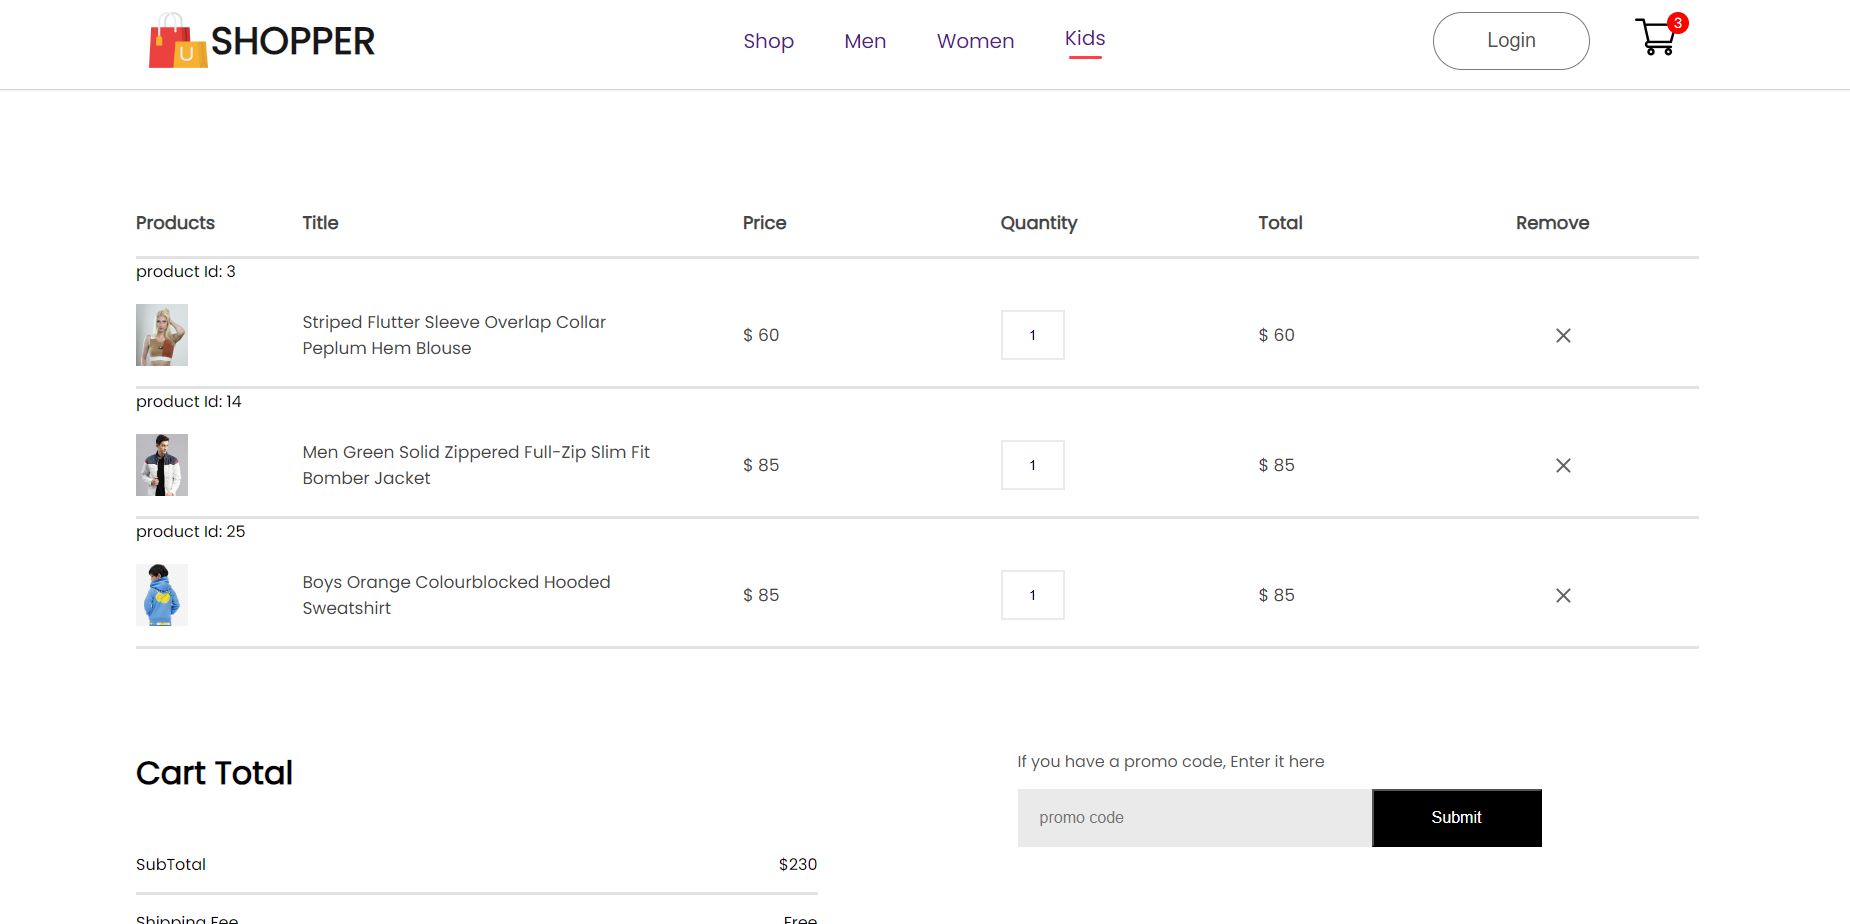 SHOPPER
Shop Men Women Kids
Login
3
Products Title Price Quantity Total Remove
product Id: 3
Striped Flutter Sleeve Overlap Collar
Peplum Hem Blouse
$ 60 1 $ 60
product Id: 14
Men Green Solid Zippered Full-Zip Slim Fit
Bomber Jacket
$ 85 1 $ 85
product Id: 25
Boys Orange Colourblocked Hooded
Sweatshirt
$ 85 1 $ 85
Cart Total
SubTotal $230
Shipping Fee Free
If you have a promo code, Enter it here
promo code Submit